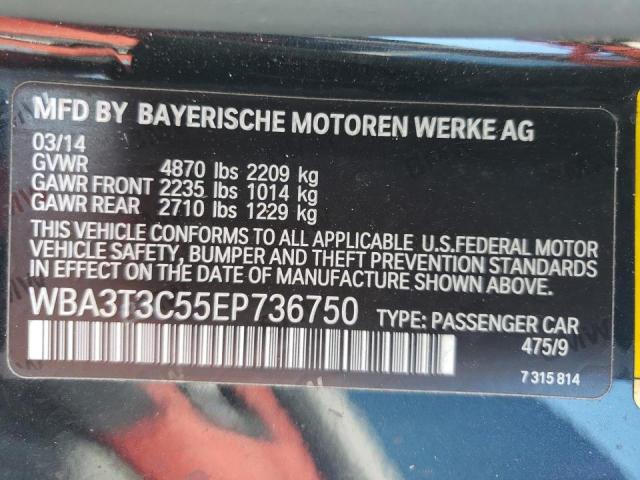 MFD BY BAYERISCHE MOTOREN WERKE AG
03/14
GVWR 4870 lbs 2209 kg
GAWR FRONT 2235 lbs 1014 kg
GAWR REAR 2710 lbs 1229 kg
THIS VEHICLE CONFORMS TO ALL APPLICABLE U.S.FEDERAL MOTOR
VEHICLE SAFETY, BUMPER AND THEFT PREVENTION STANDARDS
IN EFFECT ON THE DATE OF MANUFACTURE SHOWN ABOVE.
WBA3T3C55EP736750 TYPE: PASSENGER CAR
475/9
7 315 814